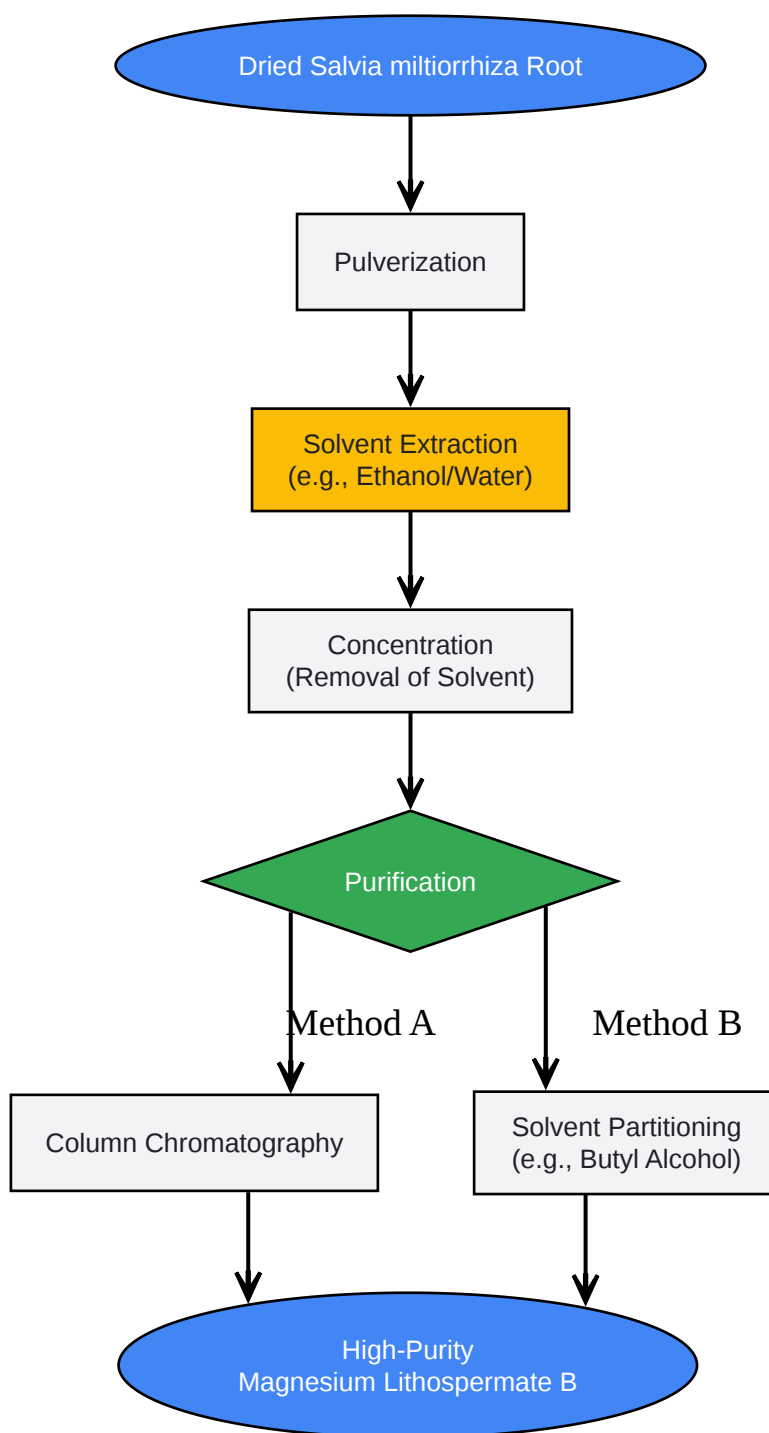 Dried Salvia miltiorrhiza Root
Pulverization
Solvent Extraction
(e.g., Ethanol/Water)
Concentration
(Removal of Solvent)
Purification
Method A
Method B
Column Chromatography
Solvent Partitioning
(e.g., Butyl Alcohol)
High-Purity
Magnesium Lithospermate B